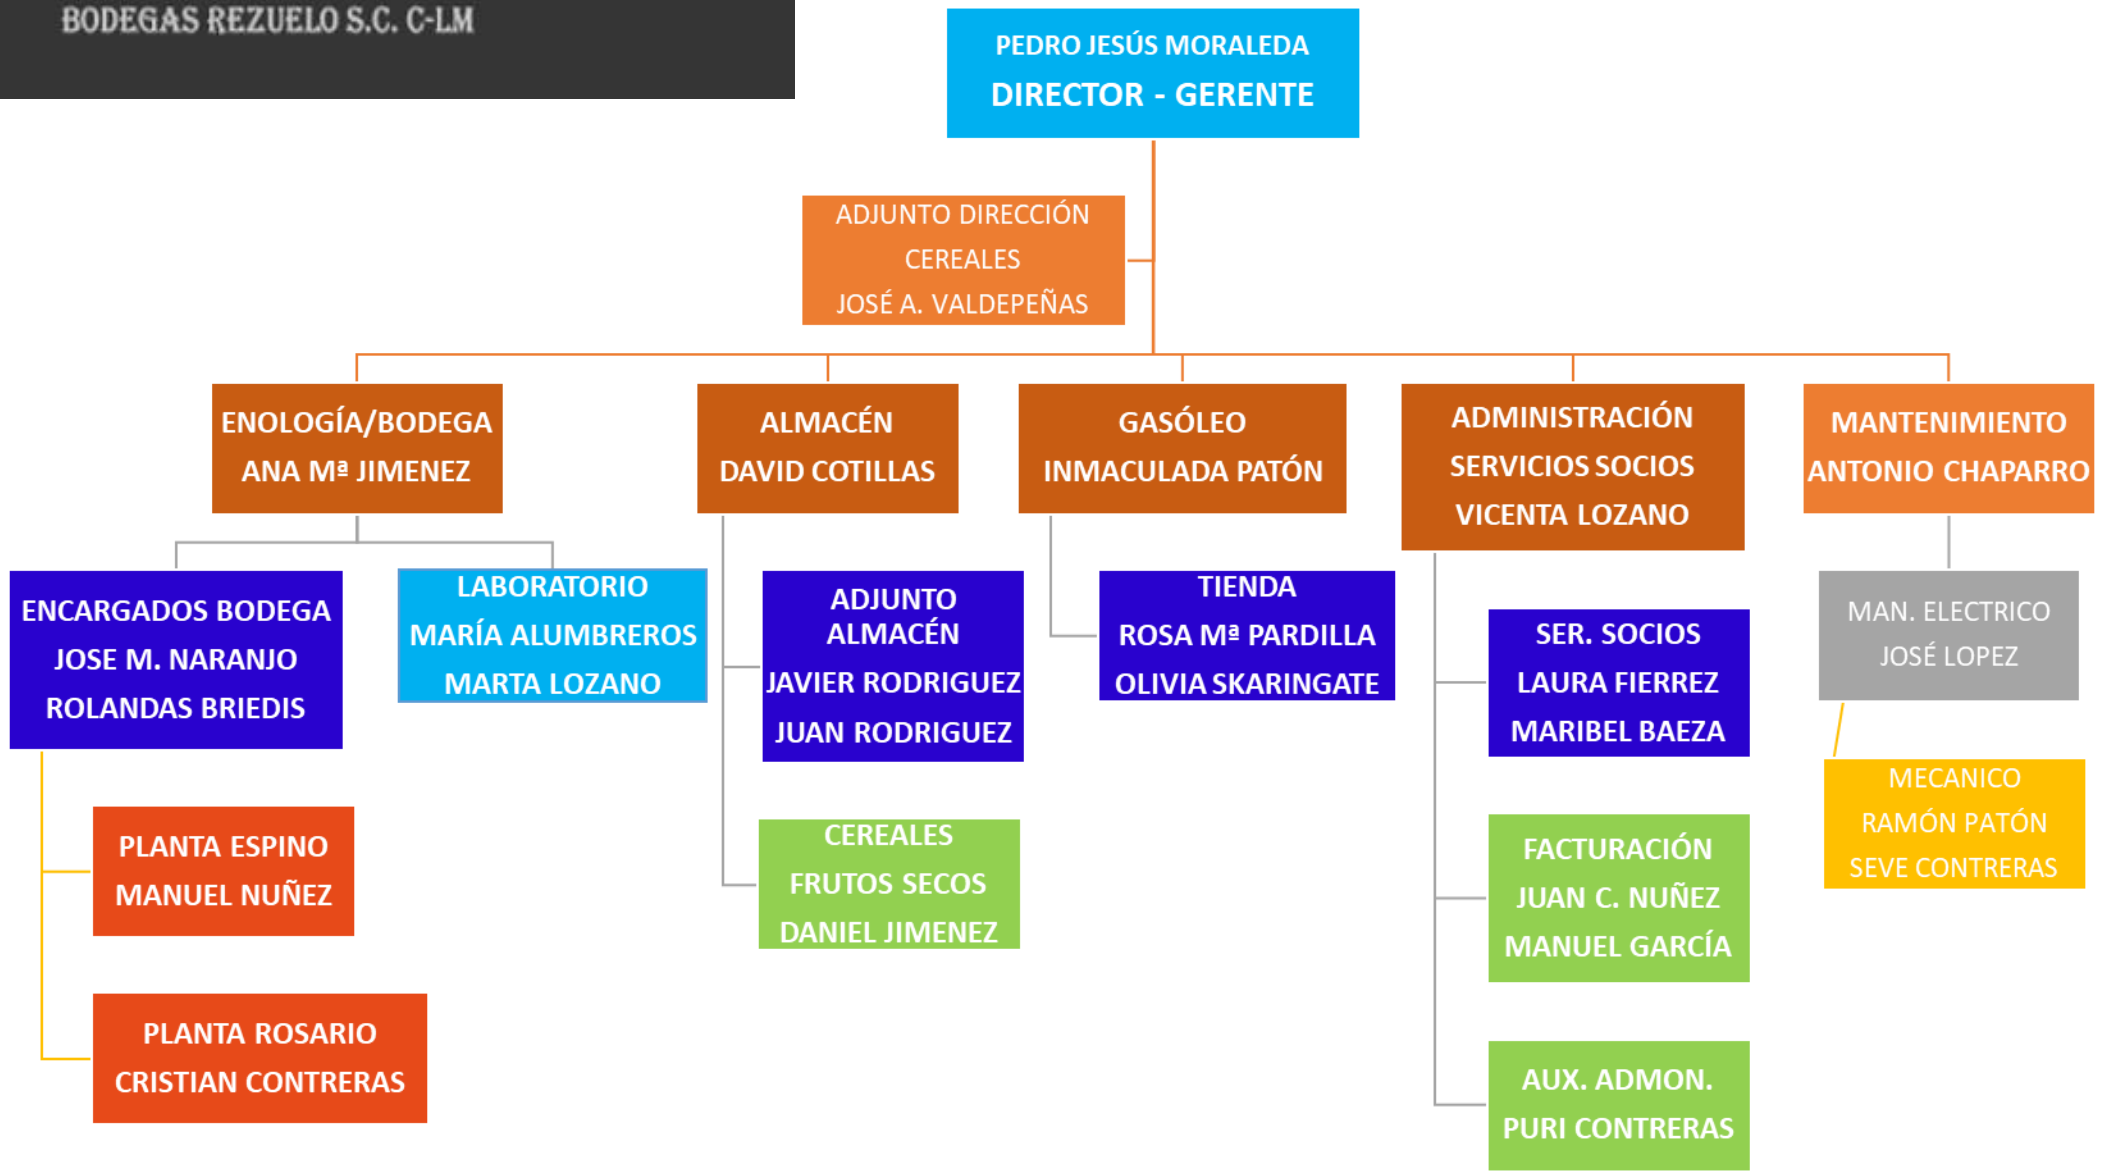 BODEGAS REZUELO S.C. C-LM
PEDRO JESÚS MORALEDA
DIRECTOR - GERENTE
ADJUNTO DIRECCIÓN
CEREALES
JOSÉ A. VALDEPEÑAS
ENOLOGÍA/BODEGA
ANA Mª JIMENEZ
ALMACÉN
DAVID COTILLAS
GASÓLEO
INMACULADA PATÓN
ADMINISTRACIÓN
SERVICIOS SOCIOS
VICENTA LOZANO
MANTENIMIENTO
ANTONIO CHAPARRO
ENCARGADOS BODEGA
JOSE M. NARANJO
ROLANDAS BRIEDIS
LABORATORIO
MARÍA ALUMBREROS
MARTA LOZANO
ADJUNTO
ALMACÉN
JAVIER RODRIGUEZ
JUAN RODRIGUEZ
TIENDA
ROSA Mª PARDILLA
OLIVIA SKARINGATE
SER. SOCIOS
LAURA FIERREZ
MARIBEL BAEZA
MAN. ELECTRICO
JOSÉ LOPEZ
MECANICO
RAMÓN PATÓN
SEVE CONTRERAS
PLANTA ESPINO
MANUEL NUÑEZ
CEREALES
FRUTOS SECOS
DANIEL JIMENEZ
FACTURACIÓN
JUAN C. NUÑEZ
MANUEL GARCÍA
PLANTA ROSARIO
CRISTIAN CONTRERAS
AUX. ADMON.
PURI CONTRERAS